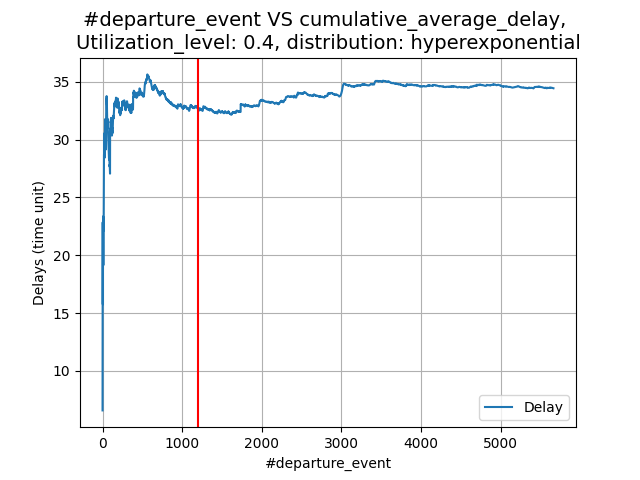 #departure_event VS cumulative_average_delay,
Utilization_level: 0.4, distribution: hyperexponential
35
30
25
20
15
10
Delays (time unit)
Delay
0 1000 2000 3000 4000 5000
#departure_event